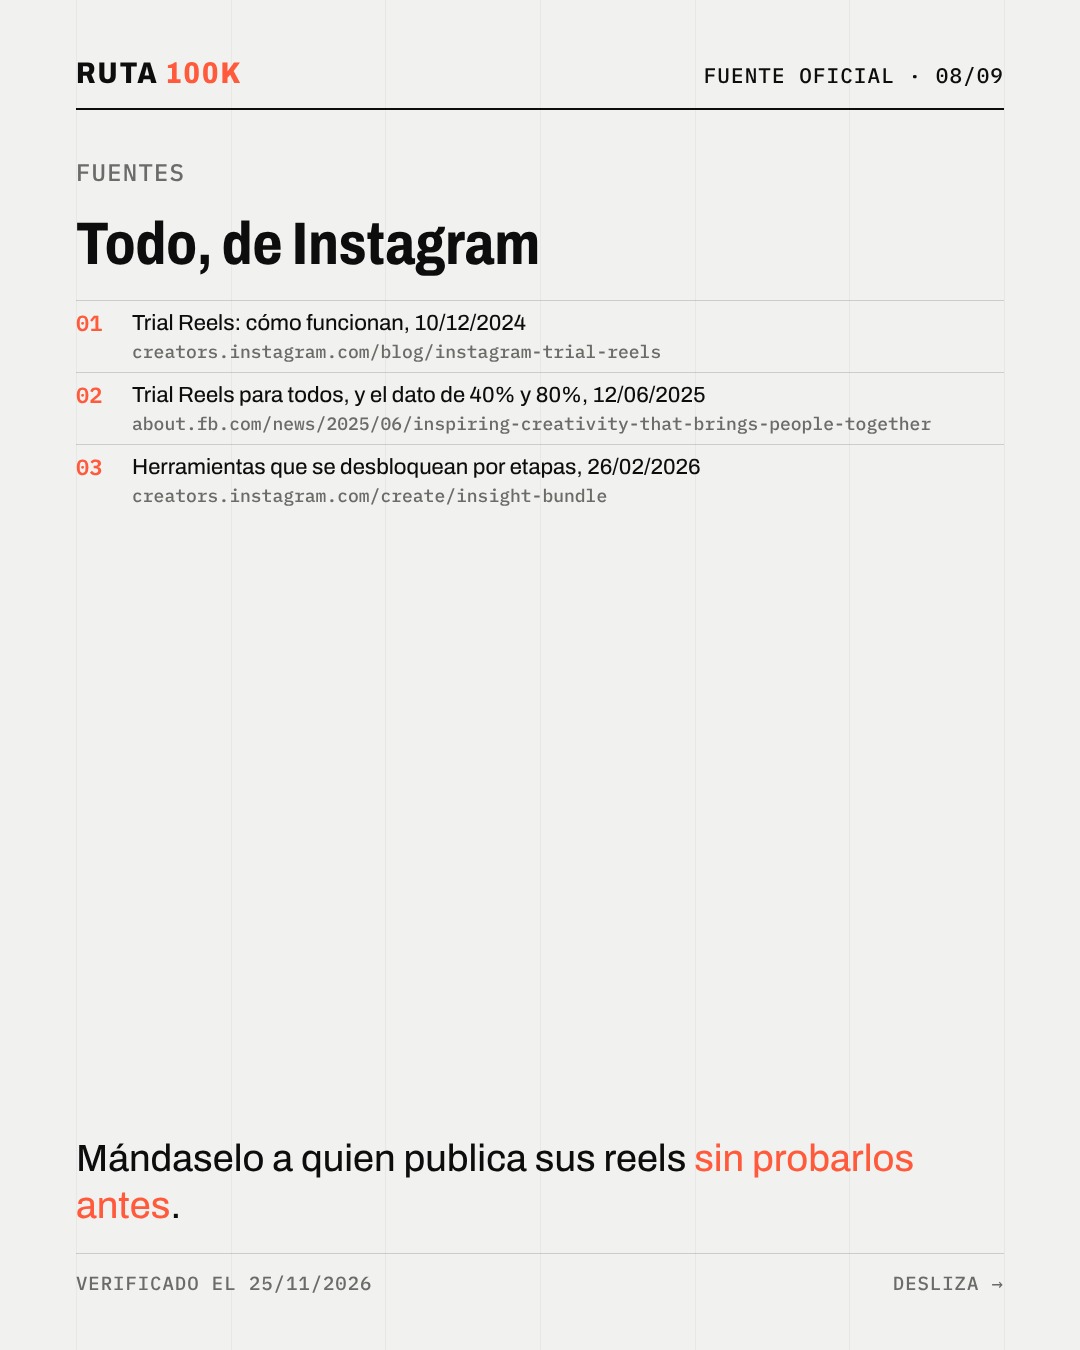 RUTA 100K
FUENTE OFICIAL · 08/09
FUENTES
Todo, de Instagram
01 Trial Reels: cómo funcionan, 10/12/2024
creators.instagram.com/blog/instagram-trial-reels
02 Trial Reels para todos, y el dato de 40% y 80%, 12/06/2025
about.fb.com/news/2025/06/inspiring-creativity-that-brings-people-together
03 Herramientas que se desbloquean por etapas, 26/02/2026
creators.instagram.com/create/insight-bundle
Mándaselo a quien publica sus reels sin probarlos
antes.
VERIFICADO EL 25/11/2026
DESLIZA →